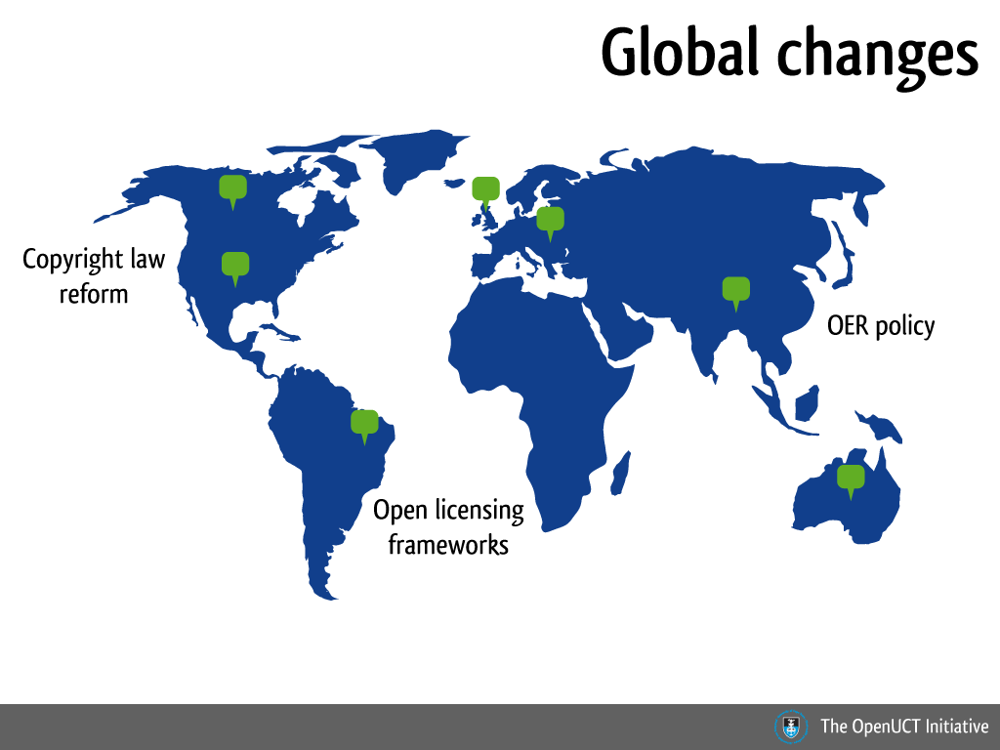 Global changes
Copyright law
reform
OER policy
Open licensing
frameworks
The OpenUCT Initiative